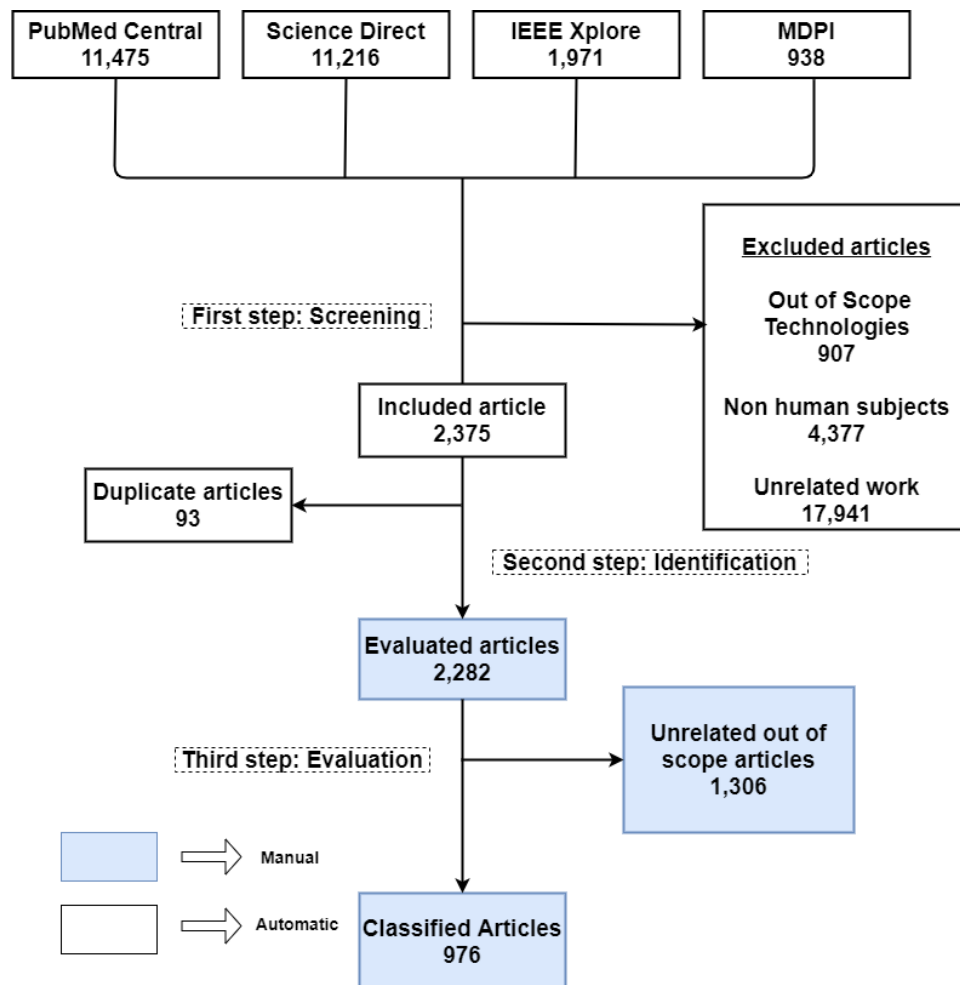 PubMed Central
11,475
Science Direct
11,216
IEEE Xplore
1,971
MDPI
938
Excluded articles
Out of Scope
Technologies
907
Non human subjects
4,377
Unrelated work
17,941
First step: Screening
Included article
2,375
Duplicate articles
93
Second step: Identification
Evaluated articles
2,282
Unrelated out of
scope articles
1,306
Third step: Evaluation
Manual
Automatic
Classified Articles
976